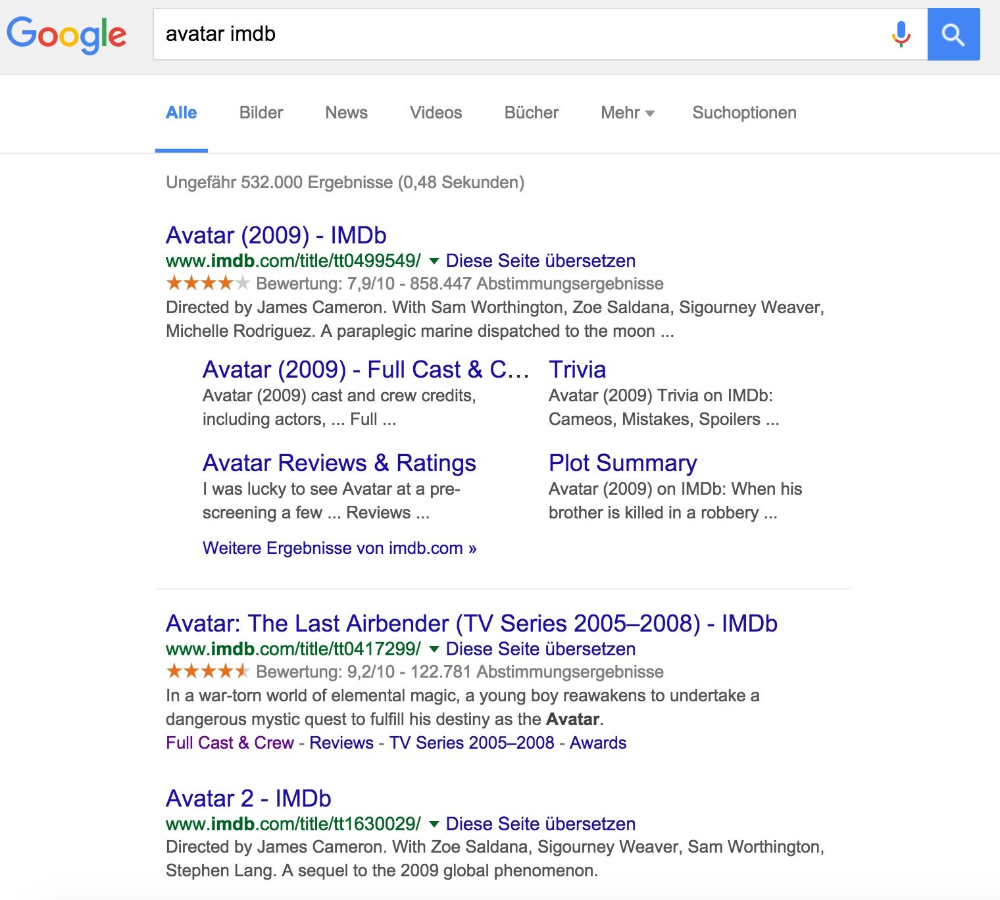 Google
avatar imdb
Alle Bilder News Videos Bücher Mehr Suchoptionen
Ungefähr 532.000 Ergebnisse (0,48 Sekunden)
Avatar (2009) - IMDb
www.imdb.com/title/tt0499549/ Diese Seite übersetzen
Bewertung: 7,9/10 - 858.447 Abstimmungsergebnisse
Directed by James Cameron. With Sam Worthington, Zoe Saldana, Sigourney Weaver,
Michelle Rodriguez. A paraplegic marine dispatched to the moon ...
Avatar (2009) - Full Cast & C...
Avatar (2009) cast and crew credits,
including actors, ... Full ...
Trivia
Avatar (2009) Trivia on IMDb:
Cameos, Mistakes, Spoilers ...
Avatar Reviews & Ratings
I was lucky to see Avatar at a pre-
screening a few ... Reviews ...
Plot Summary
Avatar (2009) on IMDb: When his
brother is killed in a robbery ...
Weitere Ergebnisse von imdb.com »
Avatar: The Last Airbender (TV Series 2005–2008) - IMDb
www.imdb.com/title/tt0417299/ Diese Seite übersetzen
Bewertung: 9,2/10 - 122.781 Abstimmungsergebnisse
In a war-torn world of elemental magic, a young boy reawakens to undertake a
dangerous mystic quest to fulfill his destiny as the Avatar.
Full Cast & Crew - Reviews - TV Series 2005–2008 - Awards
Avatar 2 - IMDb
www.imdb.com/title/tt1630029/ Diese Seite übersetzen
Directed by James Cameron. With Zoe Saldana, Sigourney Weaver, Sam Worthington,
Stephen Lang. A sequel to the 2009 global phenomenon.